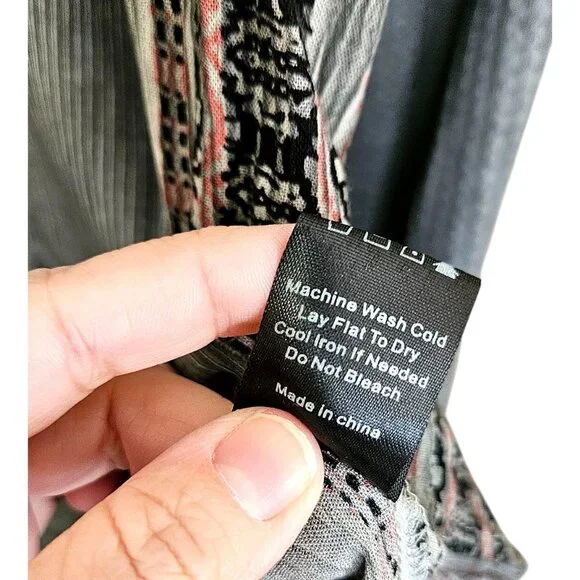 Machine Wash Cold
Lay Flat To Dry
Cool Iron If Needed
Do Not Bleach
Made In china